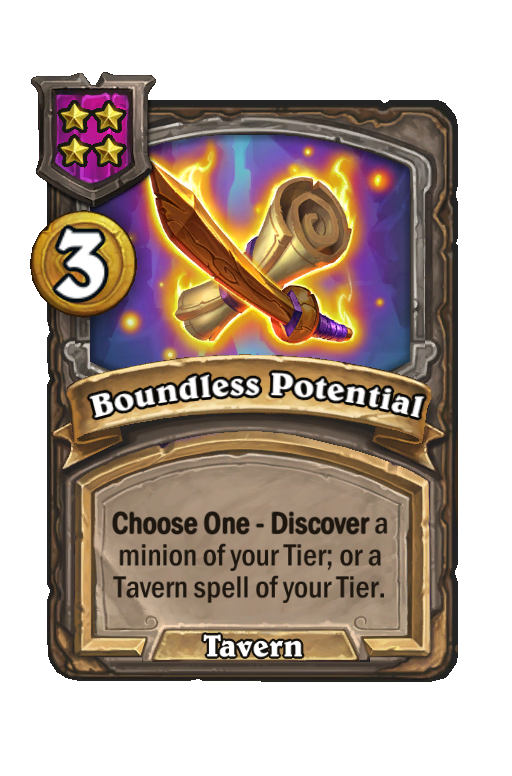 3
Boundless Potential
Choose One - Discover a
minion of your Tier; or a
Tavern spell of your Tier.
Tavern